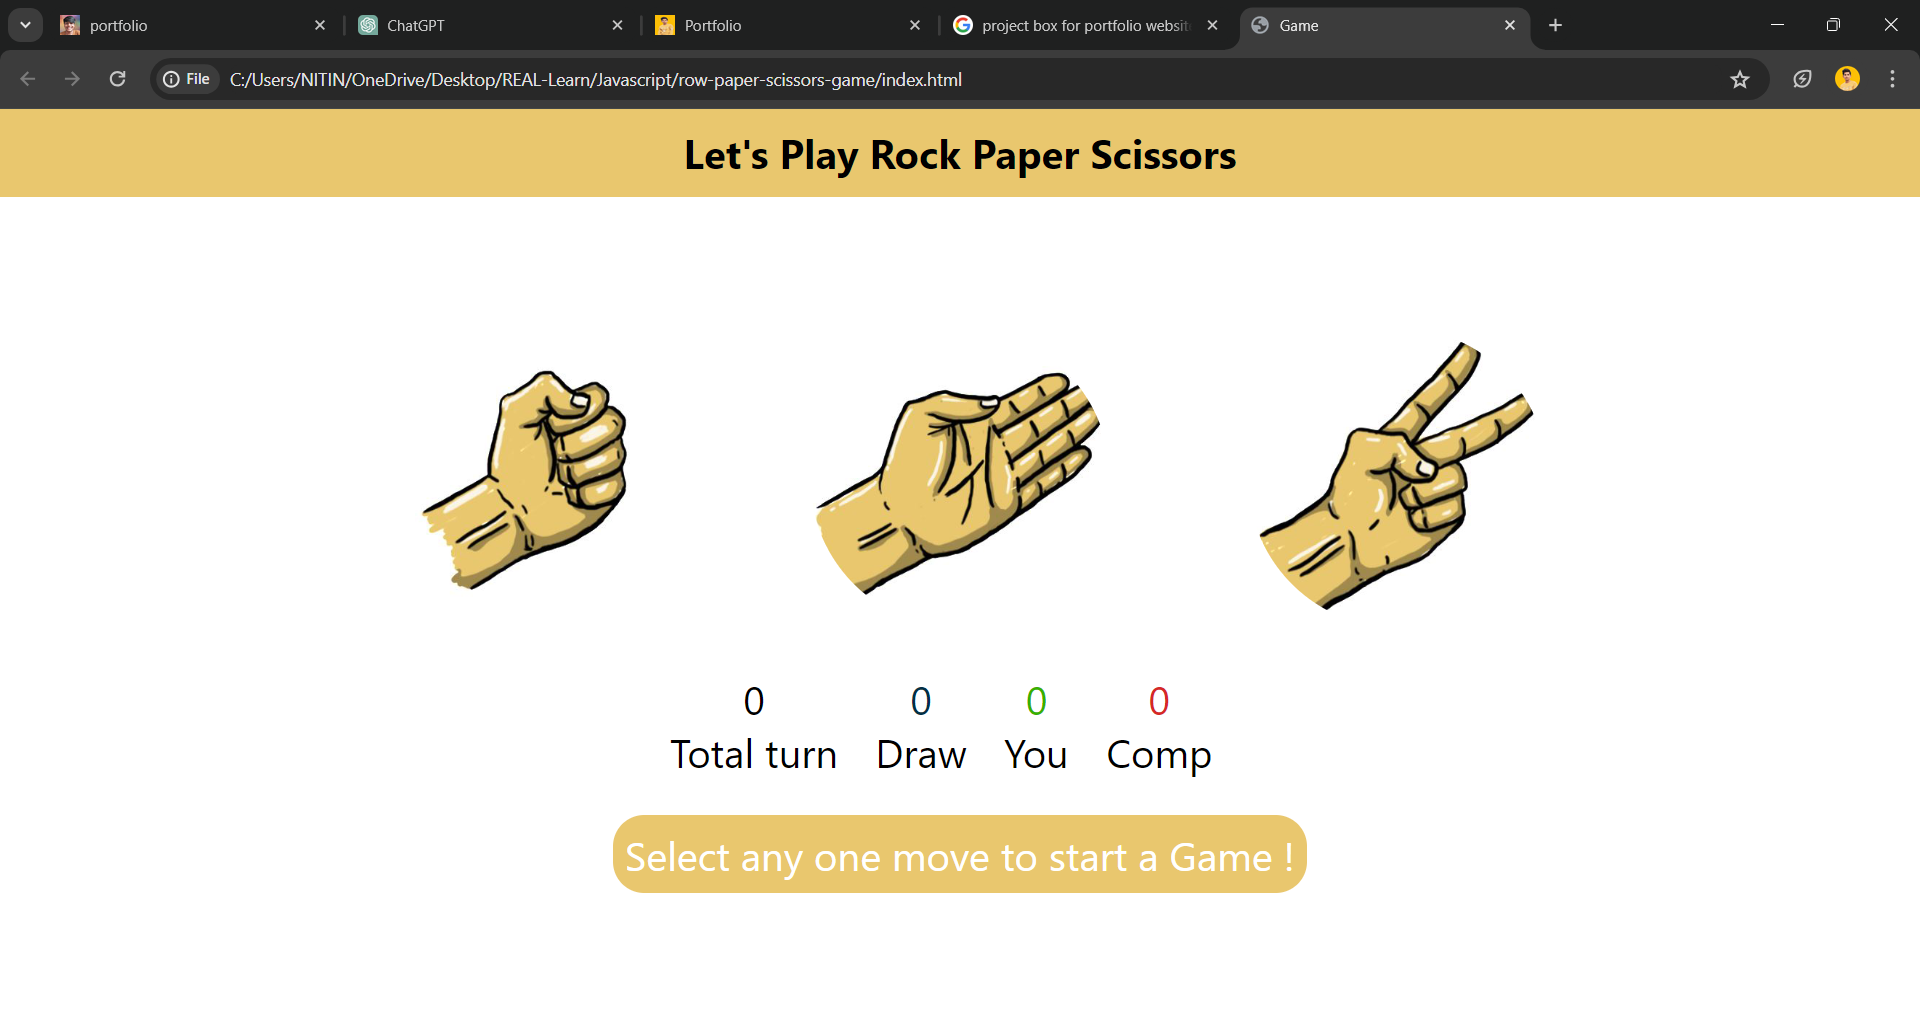 portfolio
ChatGPT
Portfolio
project box for portfolio websit
Game
File
C:/Users/NITIN/OneDrive/Desktop/REAL-Learn/Javascript/row-paper-scissors-game/index.html
Let's Play Rock Paper Scissors
0 0 0 0
Total turn Draw You Comp
Select any one move to start a Game !